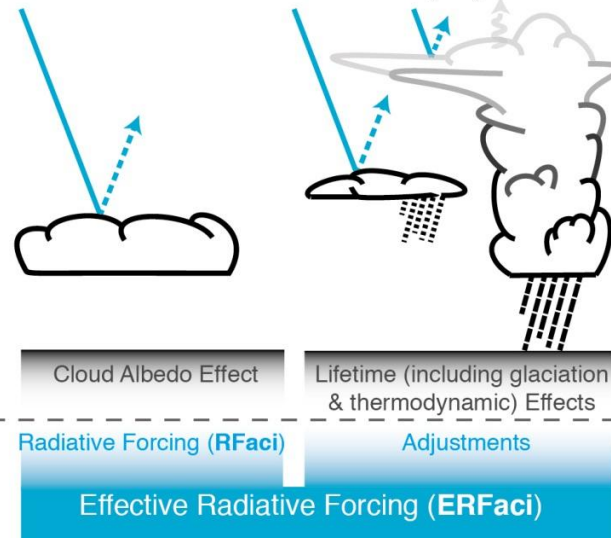 Cloud Albedo Effect
Lifetime (including glaciation
& thermodynamic) Effects
Radiative Forcing (RFaci)
Adjustments
Effective Radiative Forcing (ERFaci)